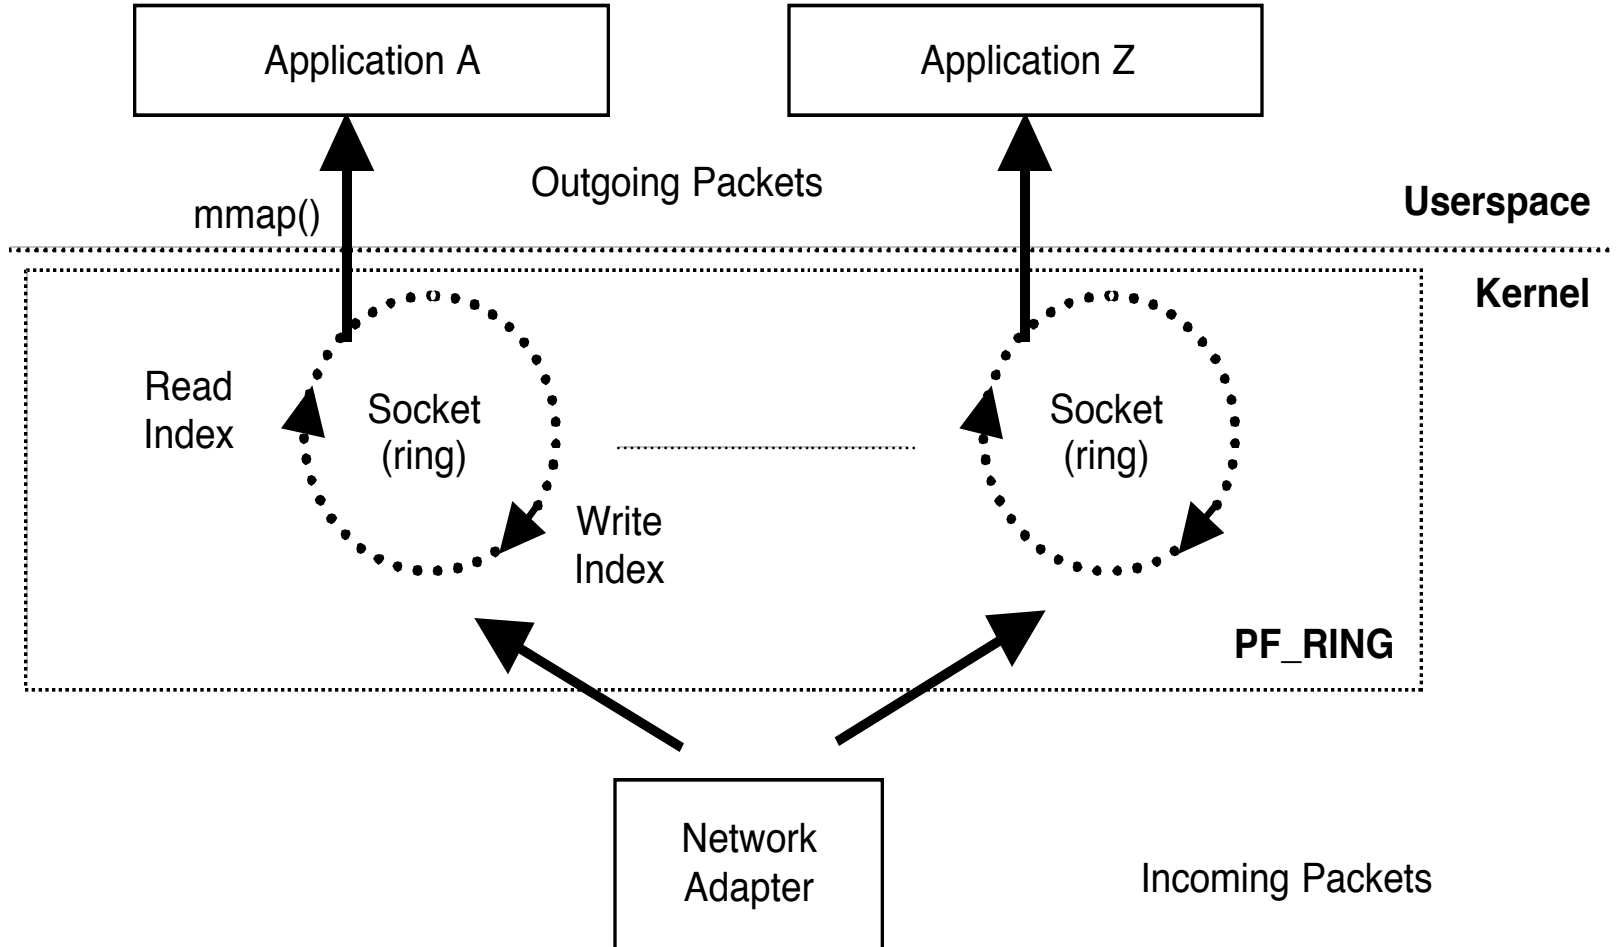 Application A
Application Z
Outgoing Packets
mmap()
Userspace
Kernel
Read
Index
Socket
(ring)
Write
Index
Socket
(ring)
PF_RING
Network
Adapter
Incoming Packets